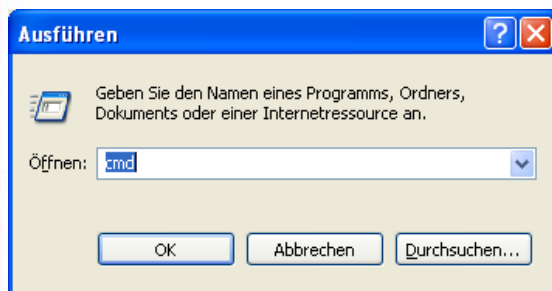 Ausführen
Geben Sie den Namen eines Programms, Ordners,
Dokuments oder einer Internetressource an.
Öffnen: cmd
OK Abbrechen Durchsuchen...